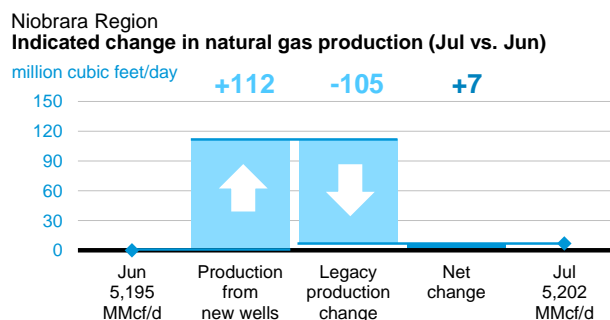 Niobrara Region
Indicated change in natural gas production (Jul vs. Jun)
million cubic feet/day
+112
-105
+7
150
120
90
60
30
0
Jun
5,195
MMcf/d
Production
from
new wells
Legacy
production
change
Net
change
Jul
5,202
MMcf/d